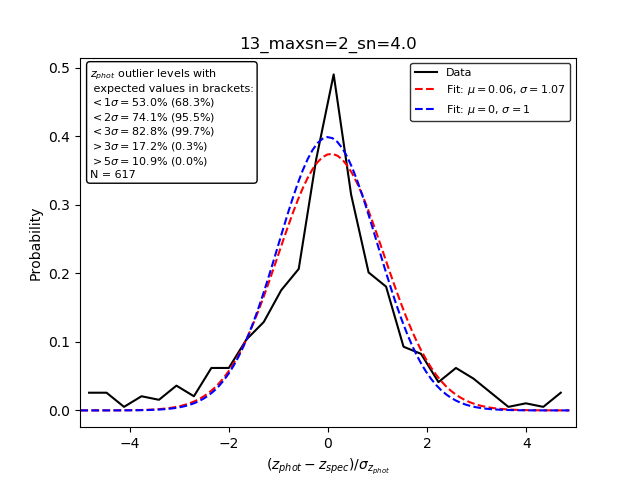 13_maxsn=2_sn=4.0
z_phot outlier levels with
expected values in brackets:
<1σ = 53.0% (68.3%)
<2σ = 74.1% (95.5%)
<3σ = 82.8% (99.7%)
>3σ = 17.2% (0.3%)
>5σ = 10.9% (0.0%)
N = 617
Data
Fit: μ = 0.06, σ = 1.07
Fit: μ = 0, σ = 1
Probability
0.5
0.4
0.3
0.2
0.1
0.0
−4 −2 0 2 4
(z_phot − z_spec)/σ_z_phot